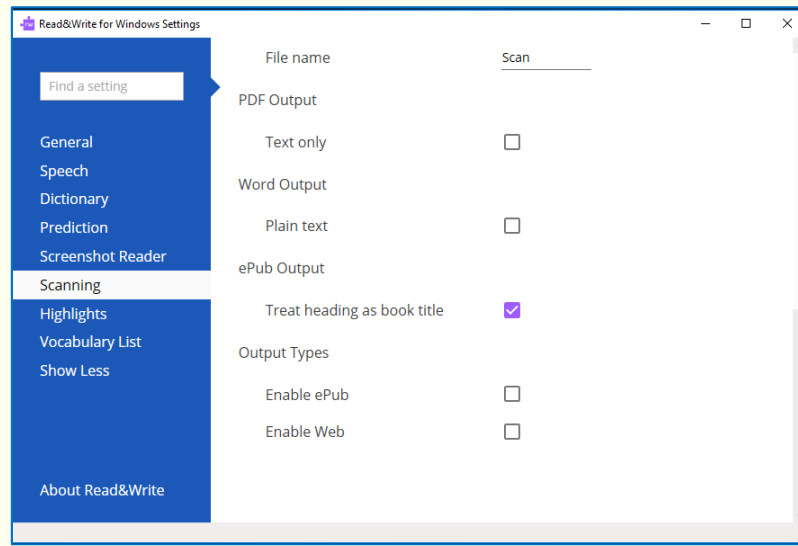 Read&Write for Windows Settings
Find a setting
General
Speech
Dictionary
Prediction
Screenshot Reader
Scanning
Highlights
Vocabulary List
Show Less
About Read&Write
File name Scan
PDF Output
Text only
Word Output
Plain text
ePub Output
Treat heading as book title
Output Types
Enable ePub
Enable Web